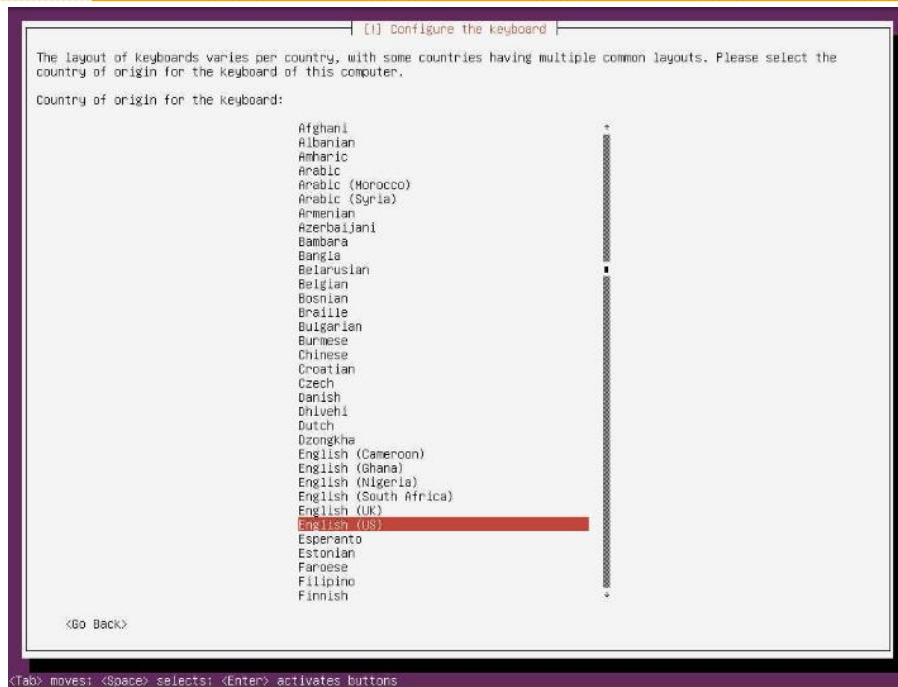 [!] Configure the keyboard
The layout of keyboards varies per country, with some countries having multiple common layouts. Please select the
country of origin for the keyboard of this computer.
Country of origin for the keyboard:
Afghani
Albanian
Amharic
Arabic
Arabic (Morocco)
Arabic (Syria)
Armenian
Azerbaijani
Bambara
Bangla
Belarusian
Belgian
Bosnian
Braille
Bulgarian
Burmese
Chinese
Croatian
Czech
Danish
Dhivehi
Dutch
Dzongkha
English (Cameroon)
English (Ghana)
English (Nigeria)
English (South Africa)
English (UK)
English (US)
Esperanto
Estonian
Faroese
Filipino
Finnish
<Go Back>
<Tab> moves; <Space> selects; <Enter> activates buttons